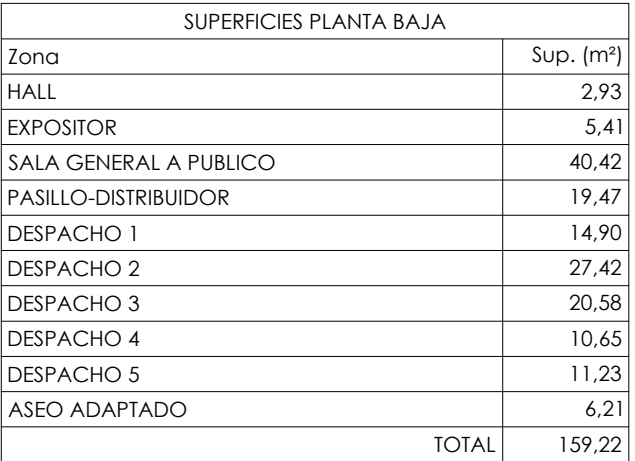 SUPERFICIES PLANTA BAJA
Zona Sup. (m²)
HALL 2,93
EXPOSITOR 5,41
SALA GENERAL A PUBLICO 40,42
PASILLO-DISTRIBUIDOR 19,47
DESPACHO 1 14,90
DESPACHO 2 27,42
DESPACHO 3 20,58
DESPACHO 4 10,65
DESPACHO 5 11,23
ASEO ADAPTADO 6,21
TOTAL 159,22